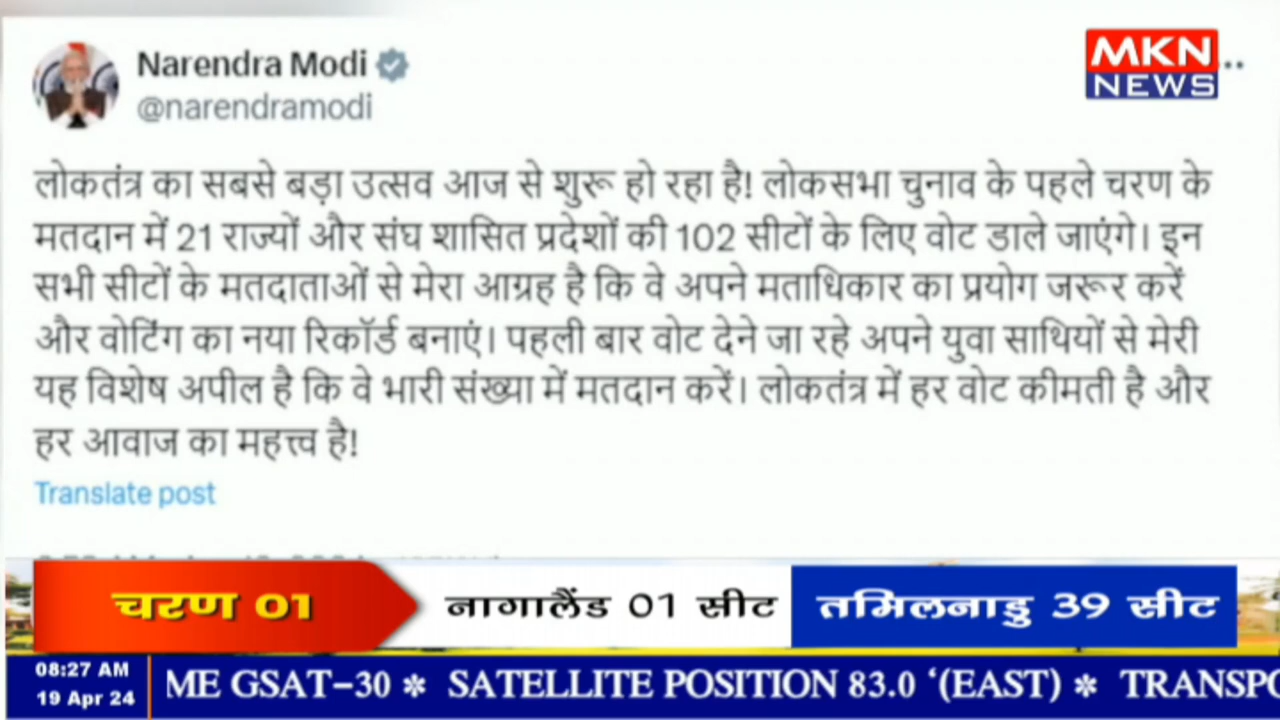 Narendra Modi
@narendramodi
MKN
NEWS
लोकतंत्र का सबसे बड़ा उत्सव आज से शुरू हो रहा है! लोकसभा चुनाव के पहले चरण के
मतदान में 21 राज्यों और संघ शासित प्रदेशों की 102 सीटों के लिए वोट डाले जाएंगे। इन
सभी सीटों के मतदाताओं से मेरा आग्रह है कि वे अपने मताधिकार का प्रयोग जरूर करें
और वोटिंग का नया रिकॉर्ड बनाएं। पहली बार वोट देने जा रहे अपने युवा साथियों से मेरी
यह विशेष अपील है कि वे भारी संख्या में मतदान करें। लोकतंत्र में हर वोट कीमती है और
हर आवाज का महत्त्व है!
Translate post
चरण 01
नागालैंड 01 सीट
तमिलनाडु 39 सीट
08:27 AM
19 Apr 24
ME GSAT-30 * SATELLITE POSITION 83.0 ‘(EAST) * TRANSPO